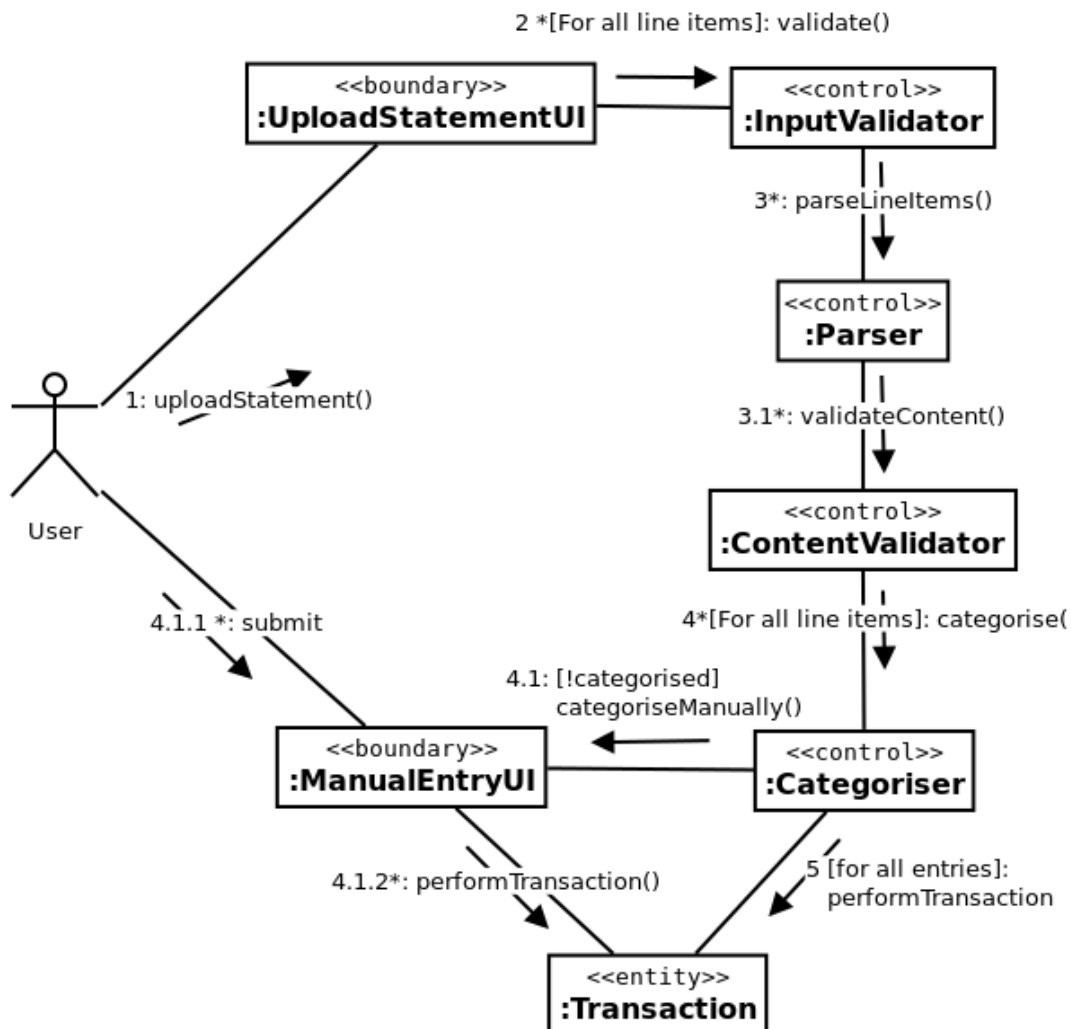 2 *[For all line items]: validate()
<<boundary>>
:UploadStatementUI
<<control>>
:InputValidator
3*: parseLineItems()
<<control>>
:Parser
1: uploadStatement()
3.1*: validateContent()
User
<<control>>
:ContentValidator
4.1.1 *: submit
4*[For all line items]: categorise(
4.1: [!categorised]
categoriseManually()
<<boundary>>
:ManualEntryUI
<<control>>
:Categoriser
4.1.2*: performTransaction()
5 [for all entries]:
performTransaction
<<entity>>
:Transaction